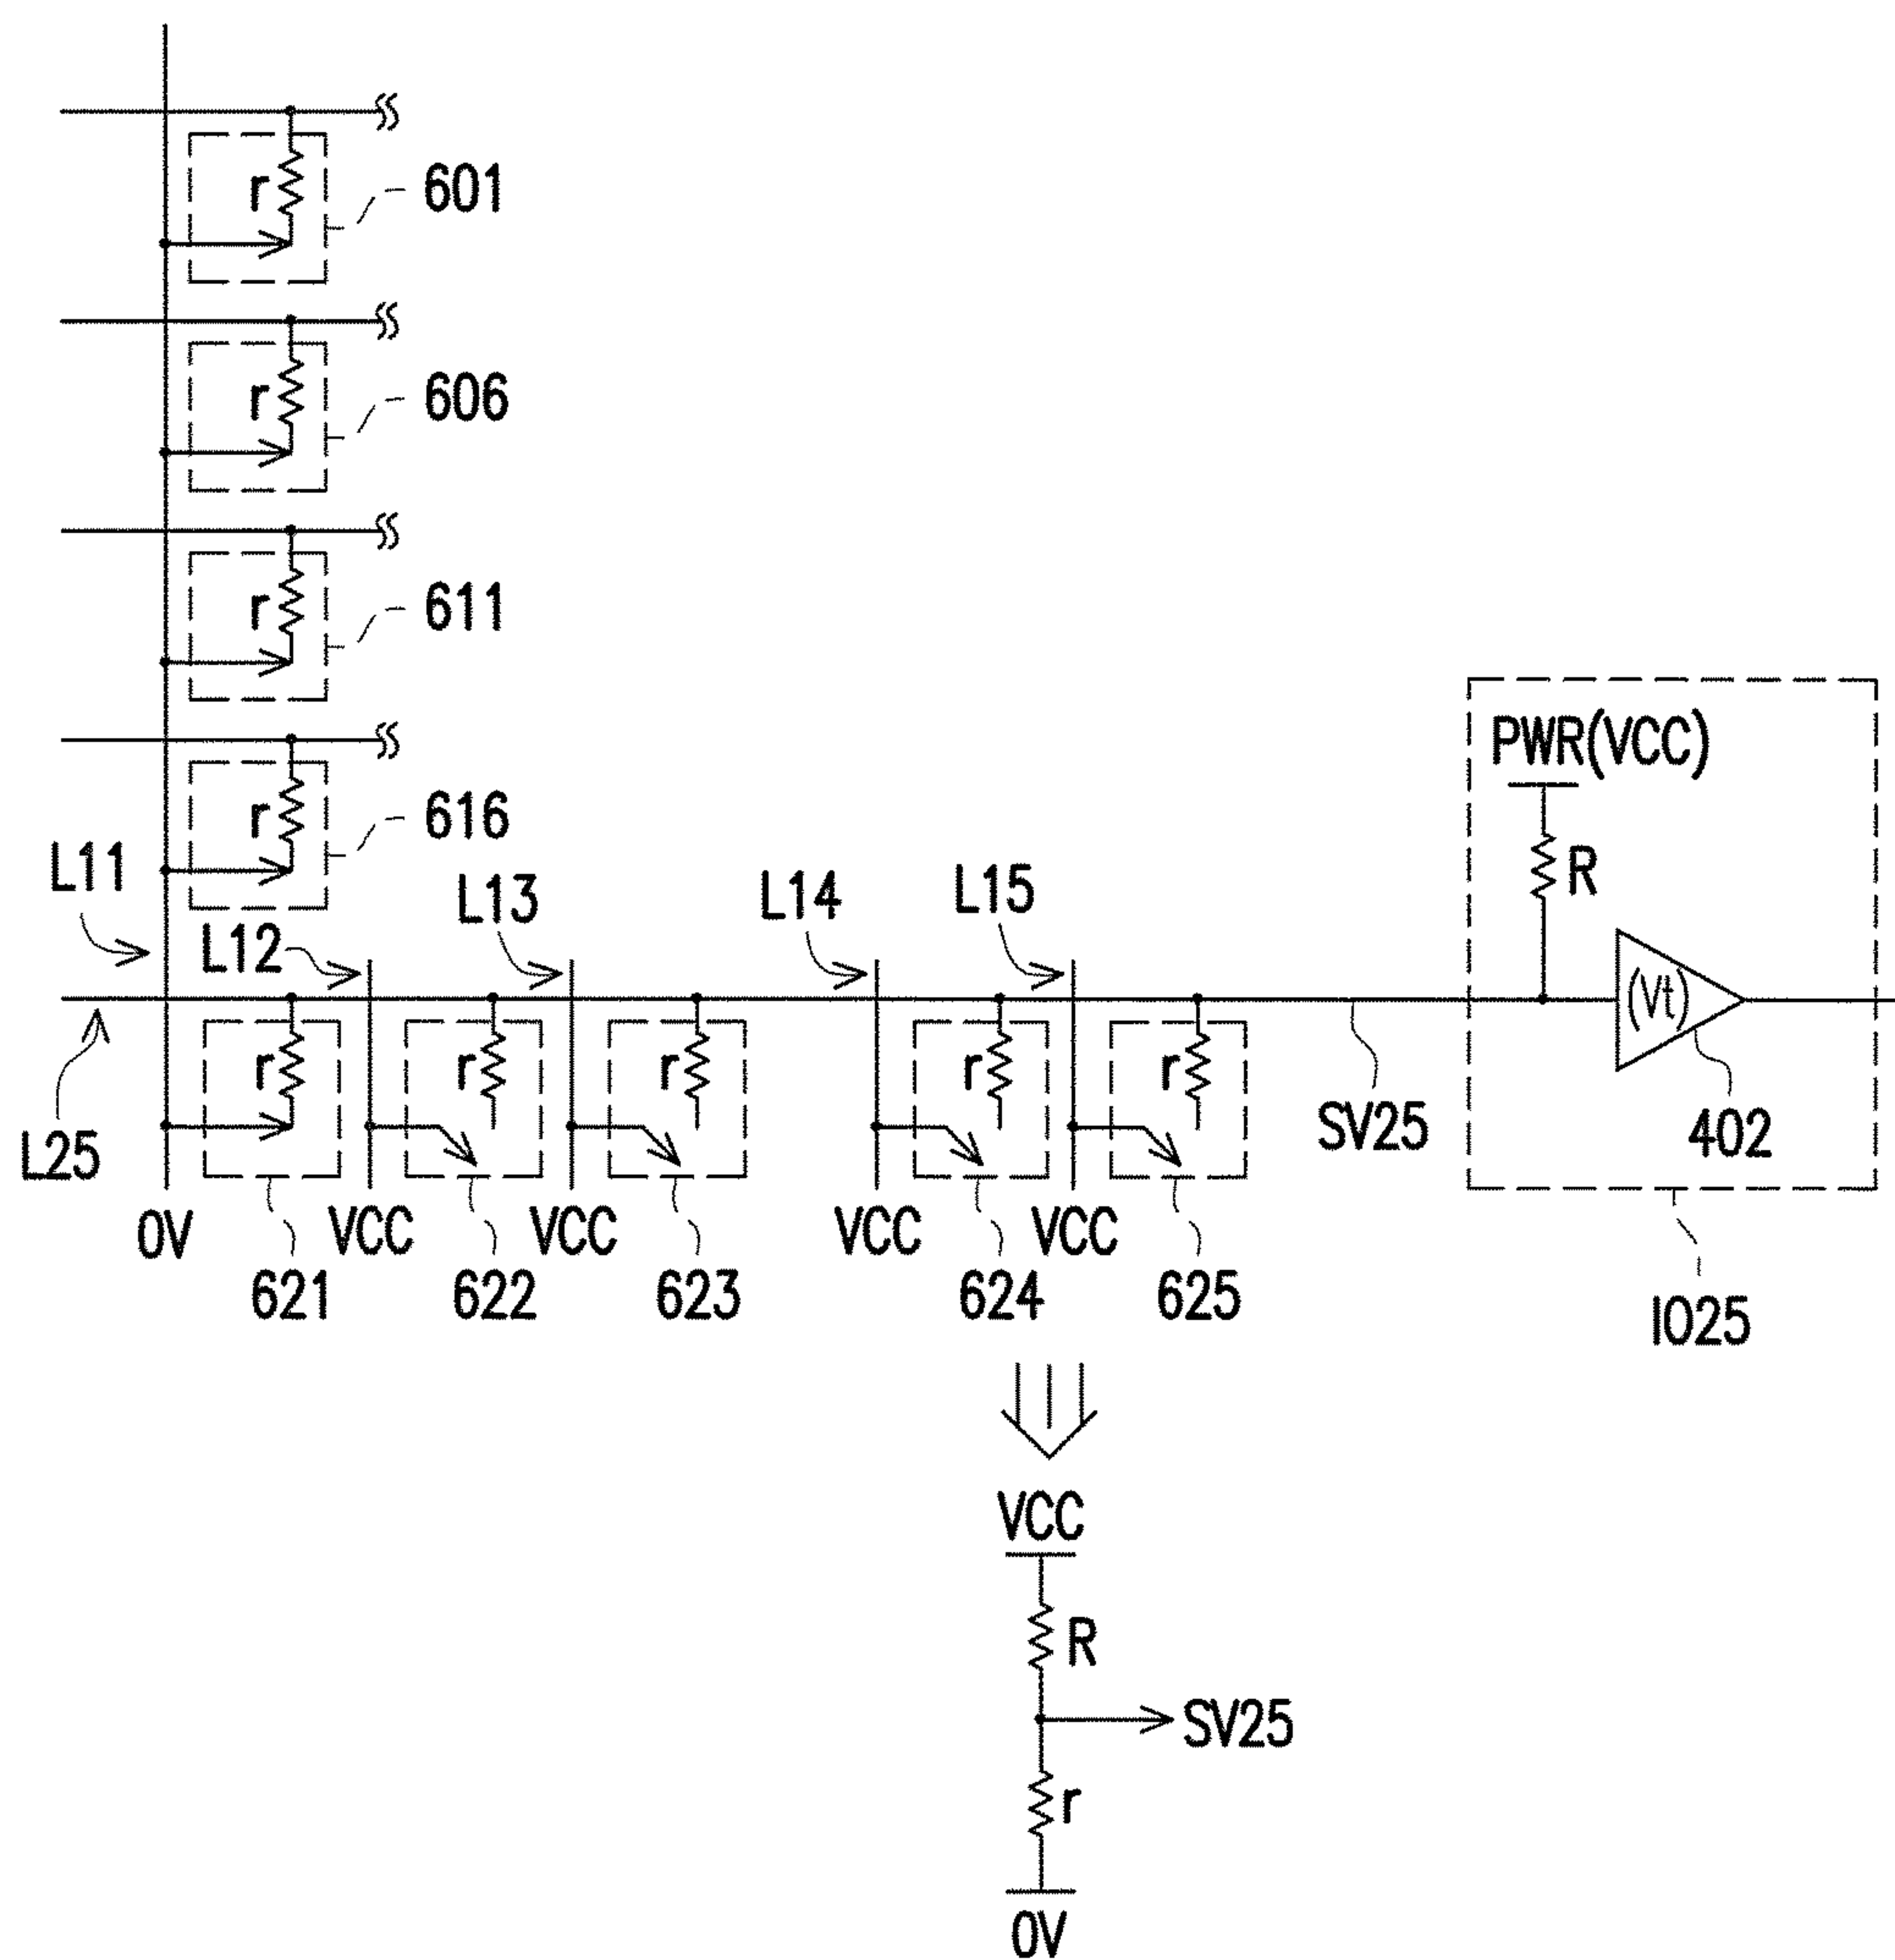 r
601
r
606
r
611
r
616
L11
L12
L13
L14
L15
PWR(VCC)
R
(Vt)
402
r
r
r
r
r
SV25
L25
0V
VCC
VCC
VCC
VCC
621
622
623
624
625
IO25
VCC
R
SV25
r
0V